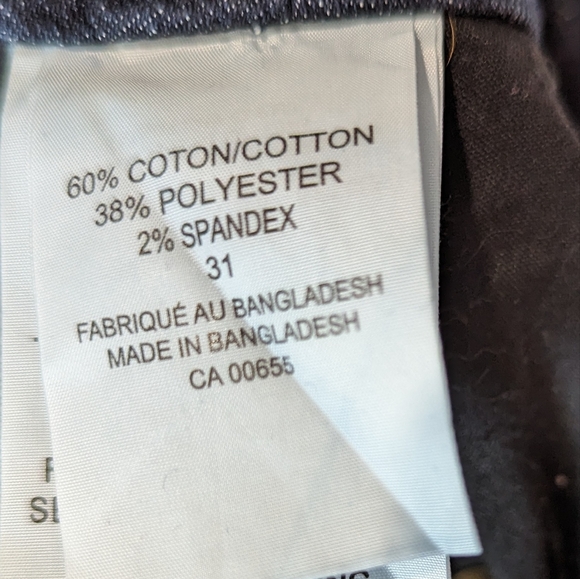 60% COTON/COTTON
38% POLYESTER
2% SPANDEX
31
FABRIQUÉ AU BANGLADESH
MADE IN BANGLADESH
CA 00655